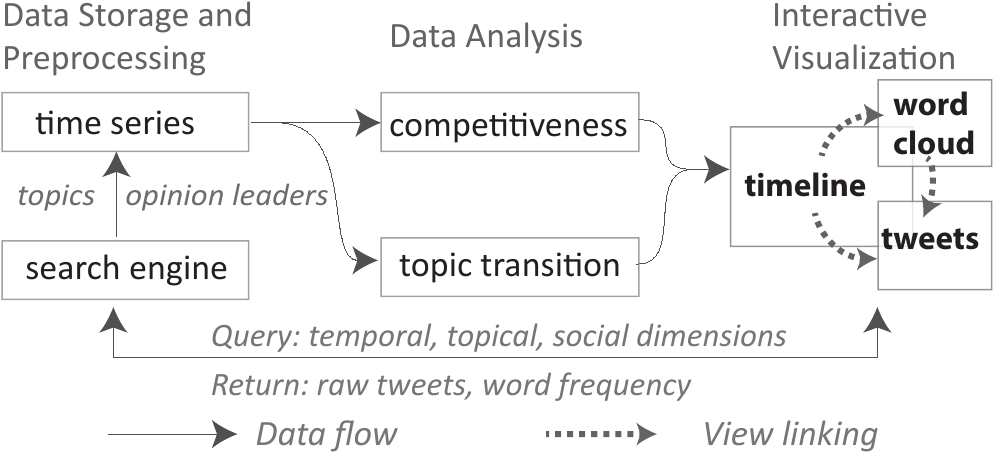 Data Storage and
Preprocessing
Data Analysis
Interactive
Visualization
time series
competitiveness
word
cloud
timeline
topics
opinion leaders
tweets
search engine
topic transition
Query: temporal, topical, social dimensions
Return: raw tweets, word frequency
Data flow
View linking